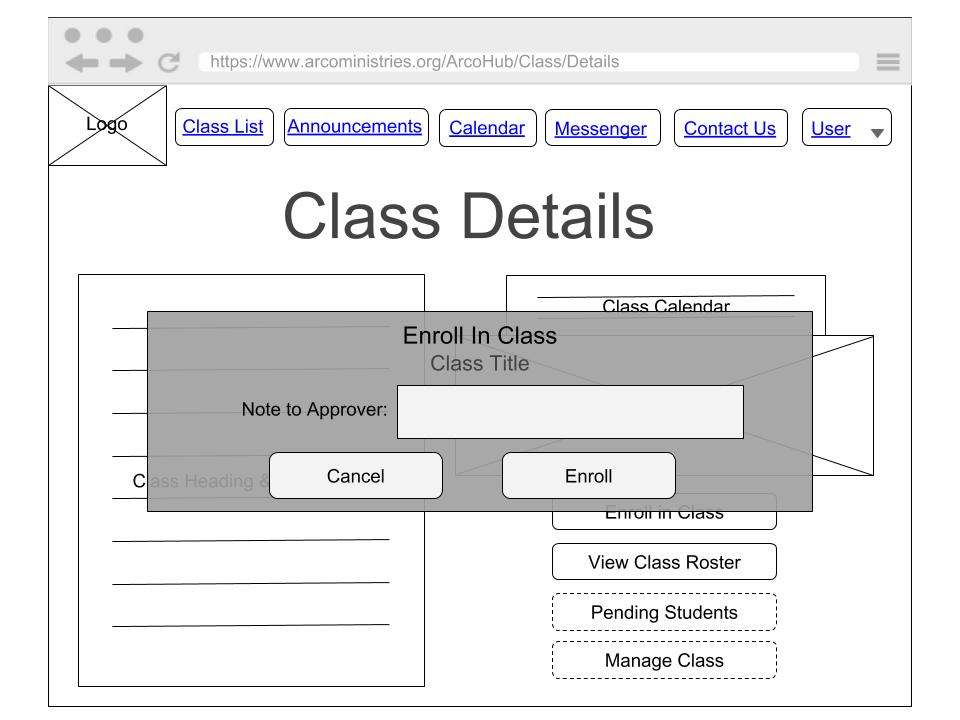 https://www.arcoministries.org/ArcoHub/Class/Details
Logo
Class List
Announcements
Calendar
Messenger
Contact Us
User
Class Details
Class Calendar
Enroll In Class
Class Title
Note to Approver:
Class Heading &
Cancel
Enroll
Enroll in Class
View Class Roster
Pending Students
Manage Class